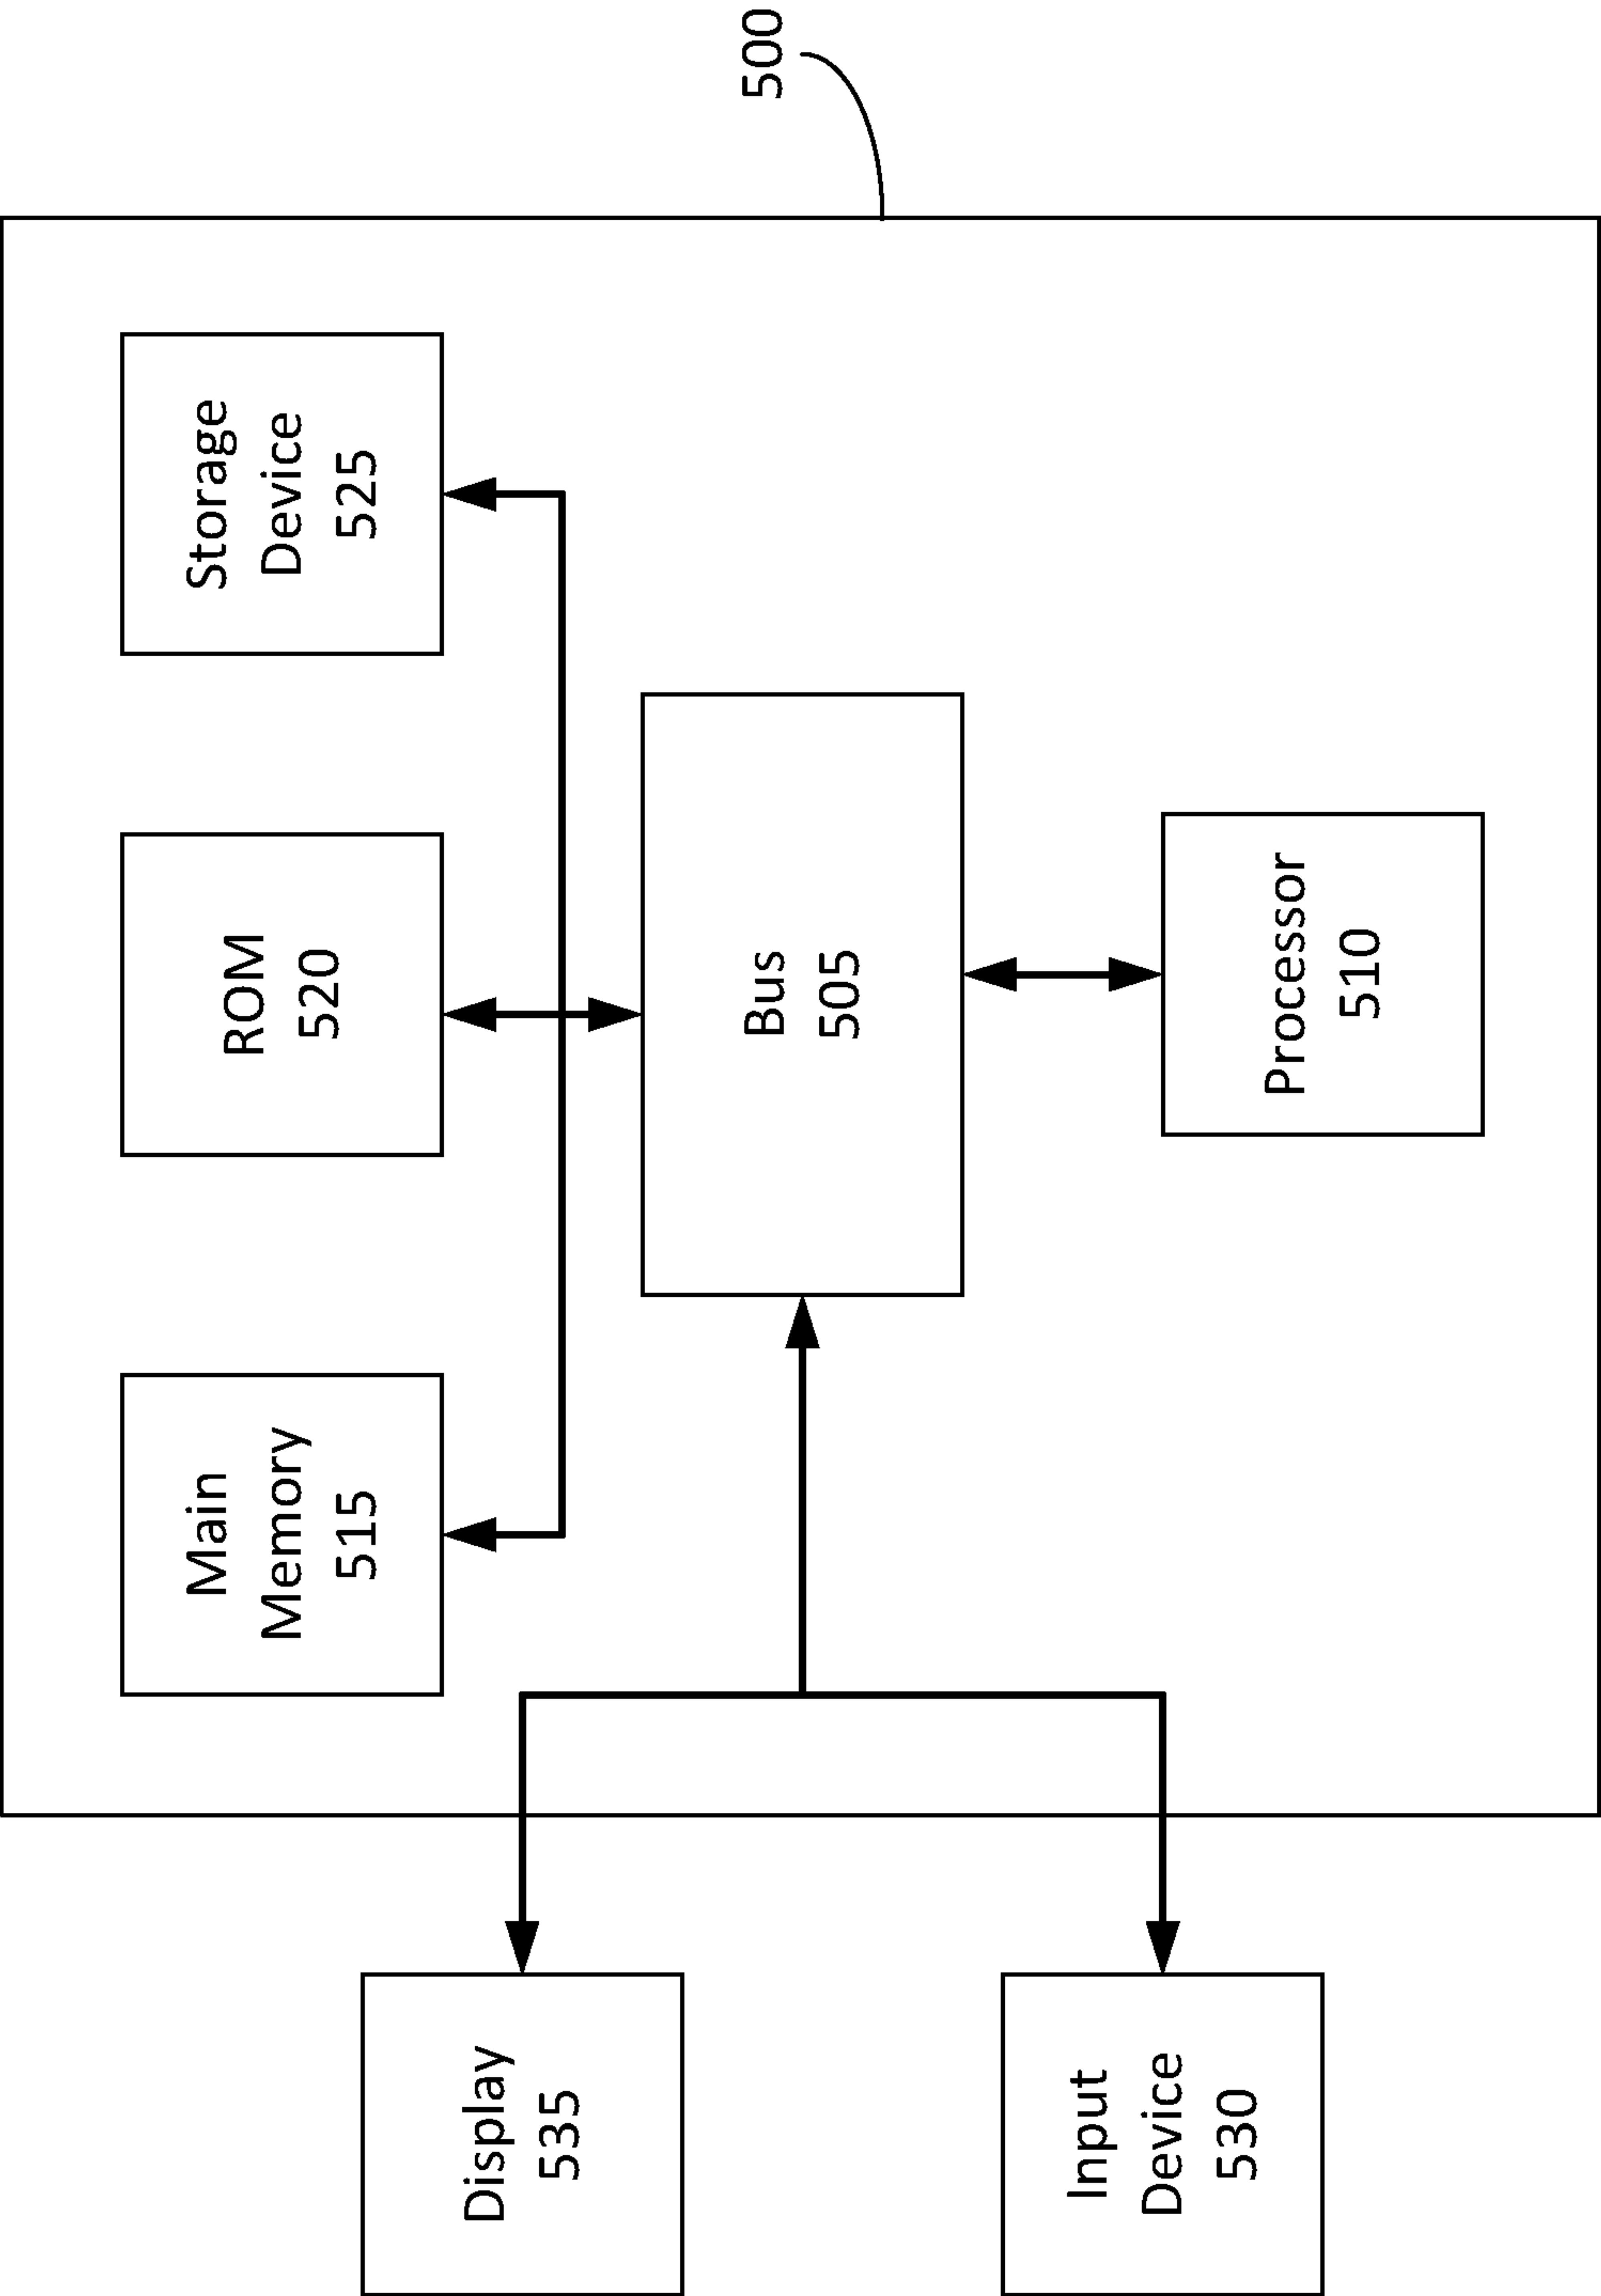 Main
Memory
515
ROM
520
Storage
Device
525
500
Display
535
Bus
505
Input
Device
530
Processor
510